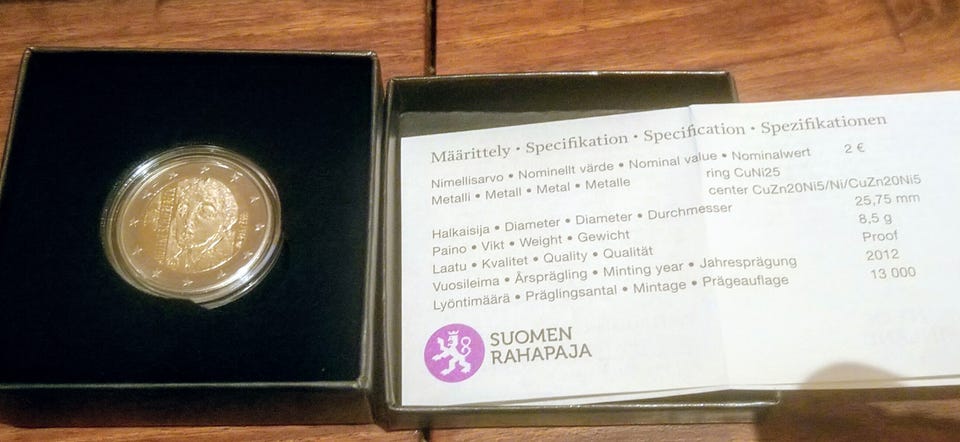 Määrittely • Specifikation • Specification • Spezifikationen
Nimellisarvo • Nominellt värde • Nominal value • Nominalwert 2 €
Metalli • Metall • Metal • Metalle ring CuNi25
center CuZn20Ni5/Ni/CuZn20Ni5
Halkaisija • Diameter • Diameter • Durchmesser 25,75 mm
Paino • Vikt • Weight • Gewicht 8,5 g
Laatu • Kvalitet • Quality • Qualität Proof
Vuosileima • Årsprägling • Minting year • Jahresprägung 2012
Lyöntimäärä • Präglingsantal • Mintage • Prägeauflage 13 000
SUOMEN
RAHAPAJA